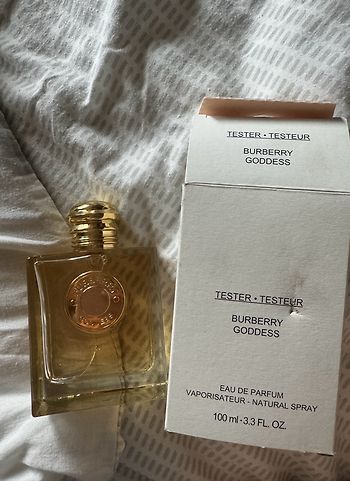 TESTER • TESTEUR
BURBERRY
GODDESS
TESTER • TESTEUR
BURBERRY
GODDESS
EAU DE PARFUM
VAPORISATEUR - NATURAL SPRAY
100 ml - 3.3 FL. OZ.